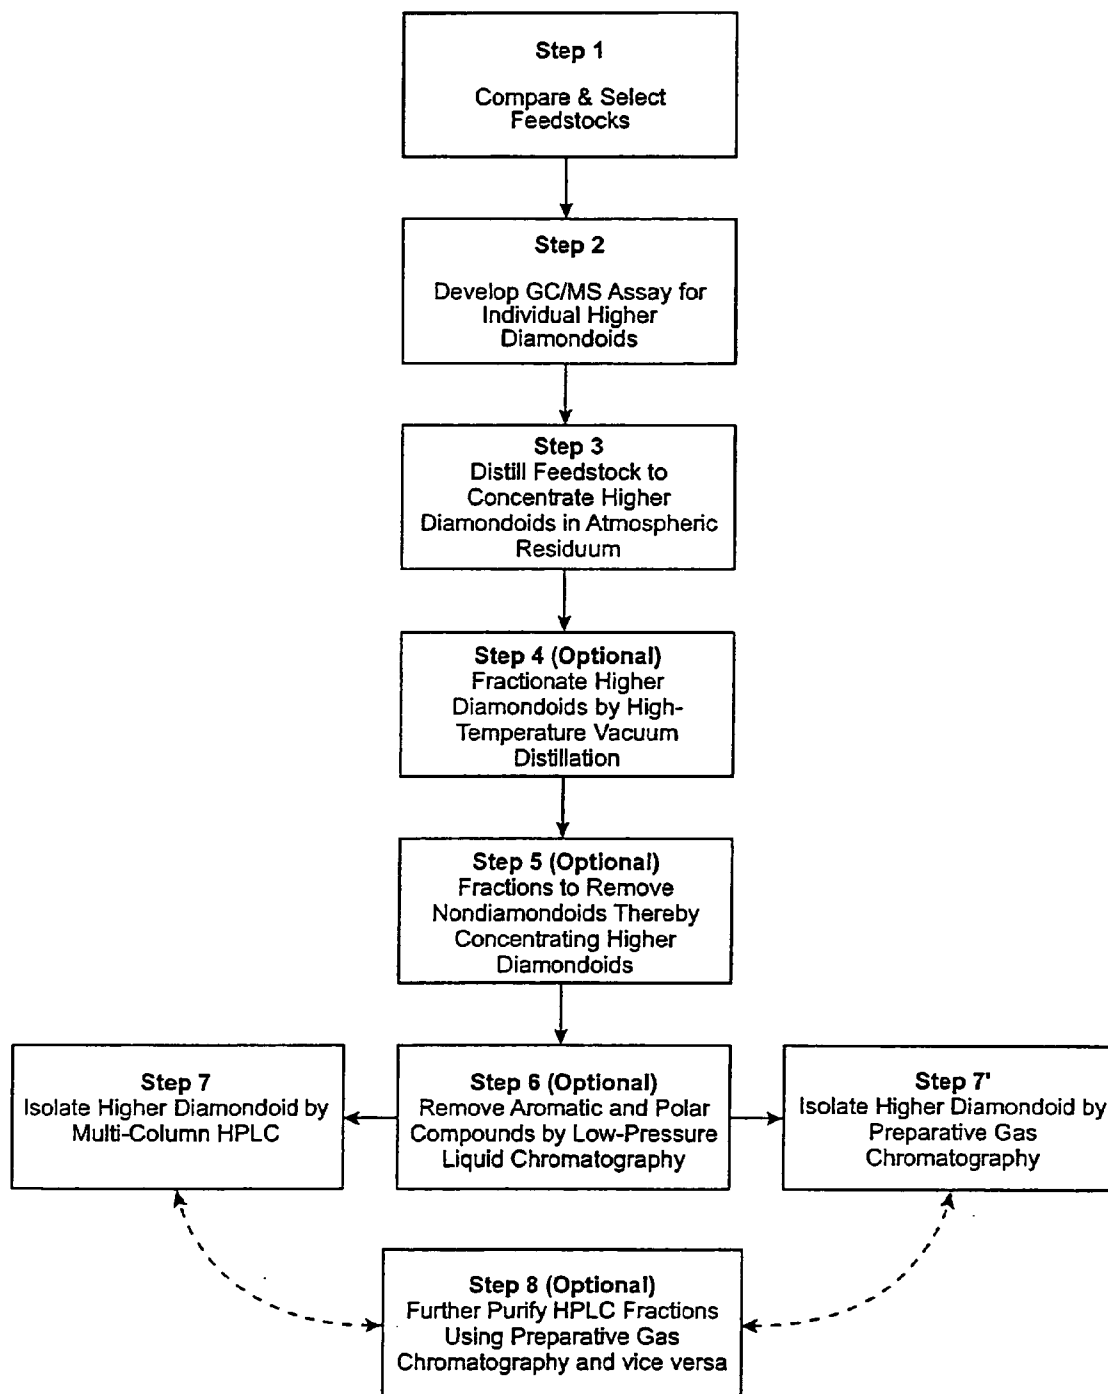 Step 1
Compare & Select
Feedstocks
Step 2
Develop GC/MS Assay for
Individual Higher
Diamondoids
Step 3
Distill Feedstock to
Concentrate Higher
Diamondoids in Atmospheric
Residuum
Step 4 (Optional)
Fractionate Higher
Diamondoids by High-
Temperature Vacuum
Distillation
Step 5 (Optional)
Fractions to Remove
Nondiamondoids Thereby
Concentrating Higher
Diamondoids
Step 7
Isolate Higher Diamondoid by
Multi-Column HPLC
Step 6 (Optional)
Remove Aromatic and Polar
Compounds by Low-Pressure
Liquid Chromatography
Step 7'
Isolate Higher Diamondoid by
Preparative Gas
Chromatography
Step 8 (Optional)
Further Purify HPLC Fractions
Using Preparative Gas
Chromatography and vice versa